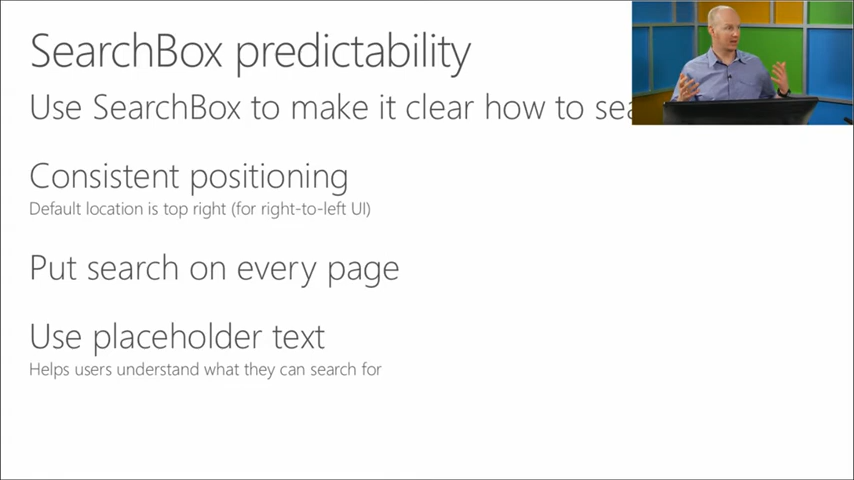 SearchBox predictability
Use SearchBox to make it clear how to
Consistent positioning
Default location is top right (for right-to-left UI)
Put search on every page
Use placeholder text
Helps users understand what they can search for